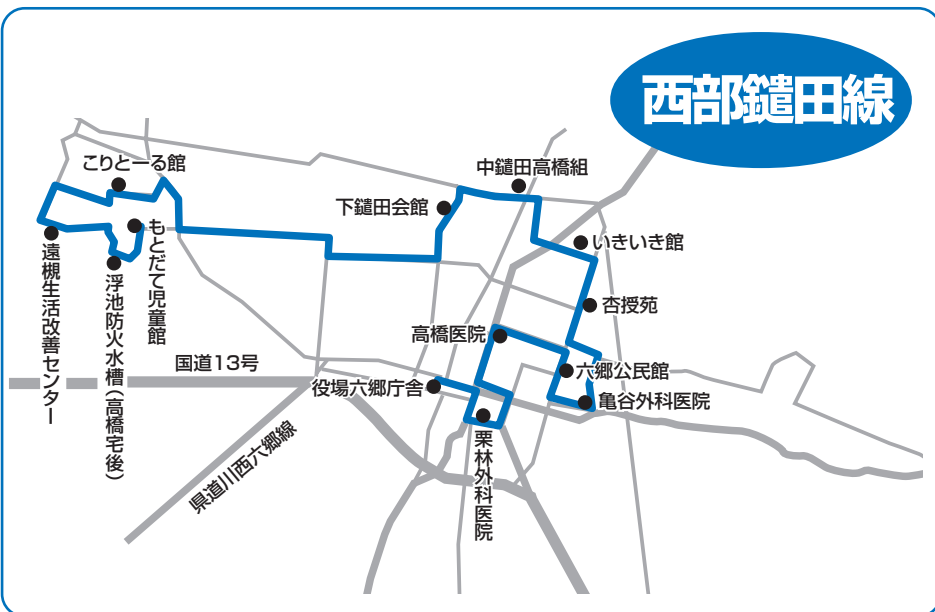 西部鑓田線
中鑓田高橋組
こりとーる館
下鑓田会館
いきいき館
もとだて児童館
遠槻生活改善センター
浮池防火水槽(高橋宅後)
杏授苑
高橋医院
国道13号
六郷公民館
役場六郷庁舎
亀谷外科医院
県道川西六郷線
栗林外科医院